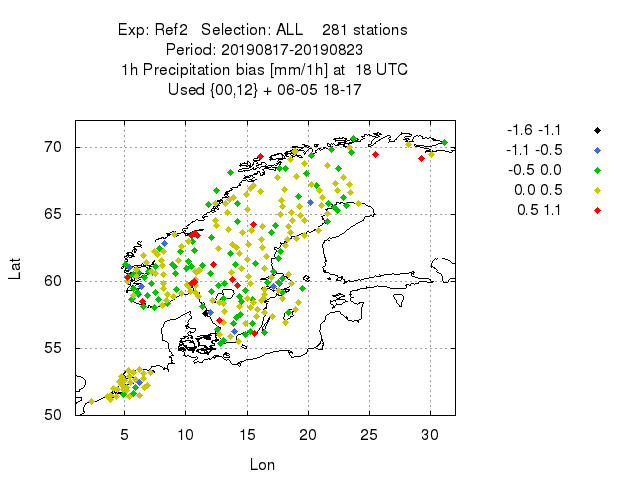 Exp: Ref2 Selection: ALL 281 stations
Period: 20190817-20190823
1h Precipitation bias [mm/1h] at 18 UTC
Used {00,12} + 06-05 18-17
-1.6 -1.1
-1.1 -0.5
-0.5 0.0
0.0 0.5
0.5 1.1
70
65
60
55
50
Lat
5 10 15 20 25 30
Lon